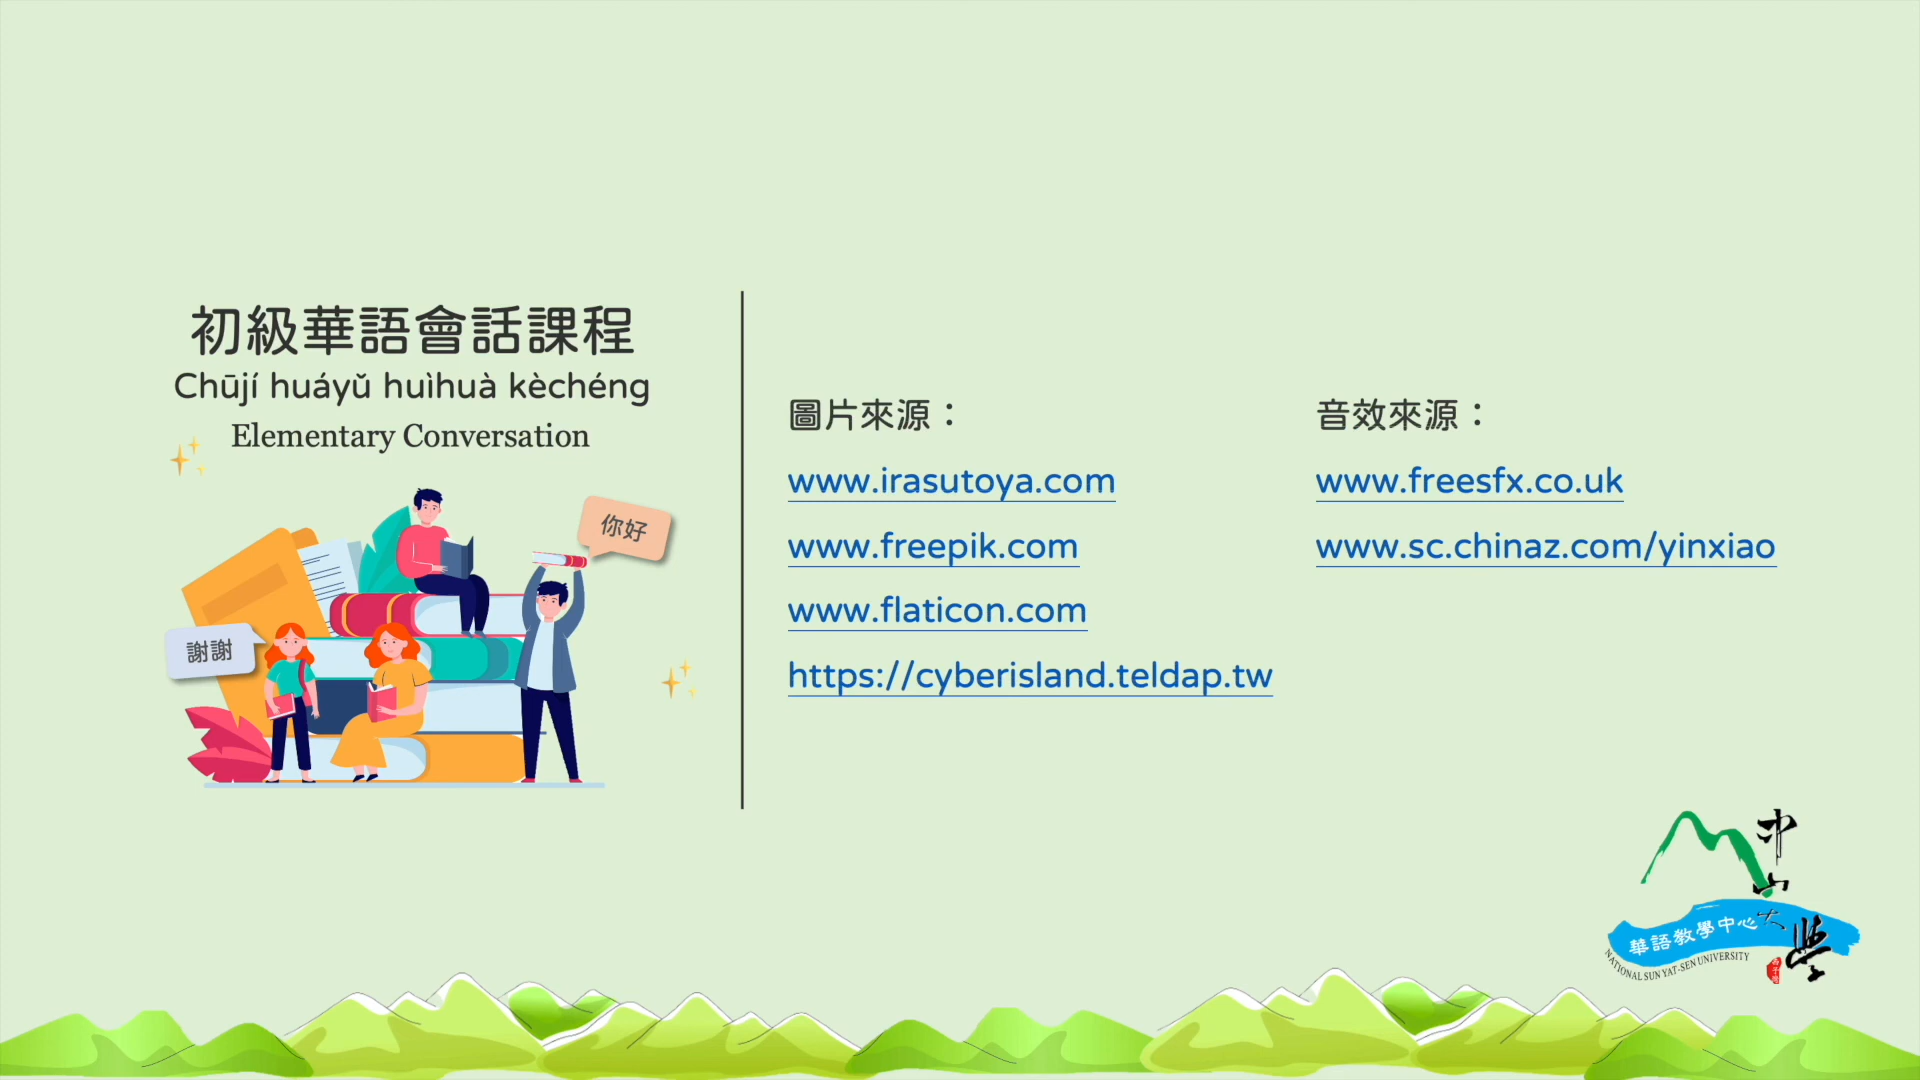 初級華語會話課程
Chūjí huáyǔ huìhuà kèchéng
Elementary Conversation
你好
謝謝
圖片來源：
www.irasutoya.com
www.freepik.com
www.flaticon.com
https://cyberisland.teldap.tw
音效來源：
www.freesfx.co.uk
www.sc.chinaz.com/yinxiao
中山大學
華語教學中心
NATIONAL SUN YAT-SEN UNIVERSITY